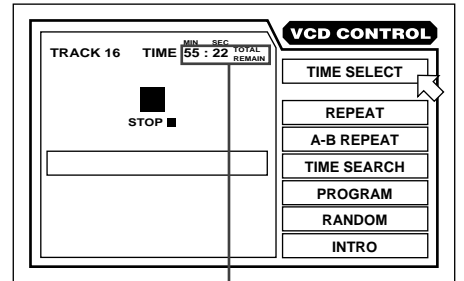 VCD CONTROL
MIN SEC
TRACK 16 TIME 55 : 22 TOTAL REMAIN
STOP
TIME SELECT
REPEAT
A-B REPEAT
TIME SEARCH
PROGRAM
RANDOM
INTRO